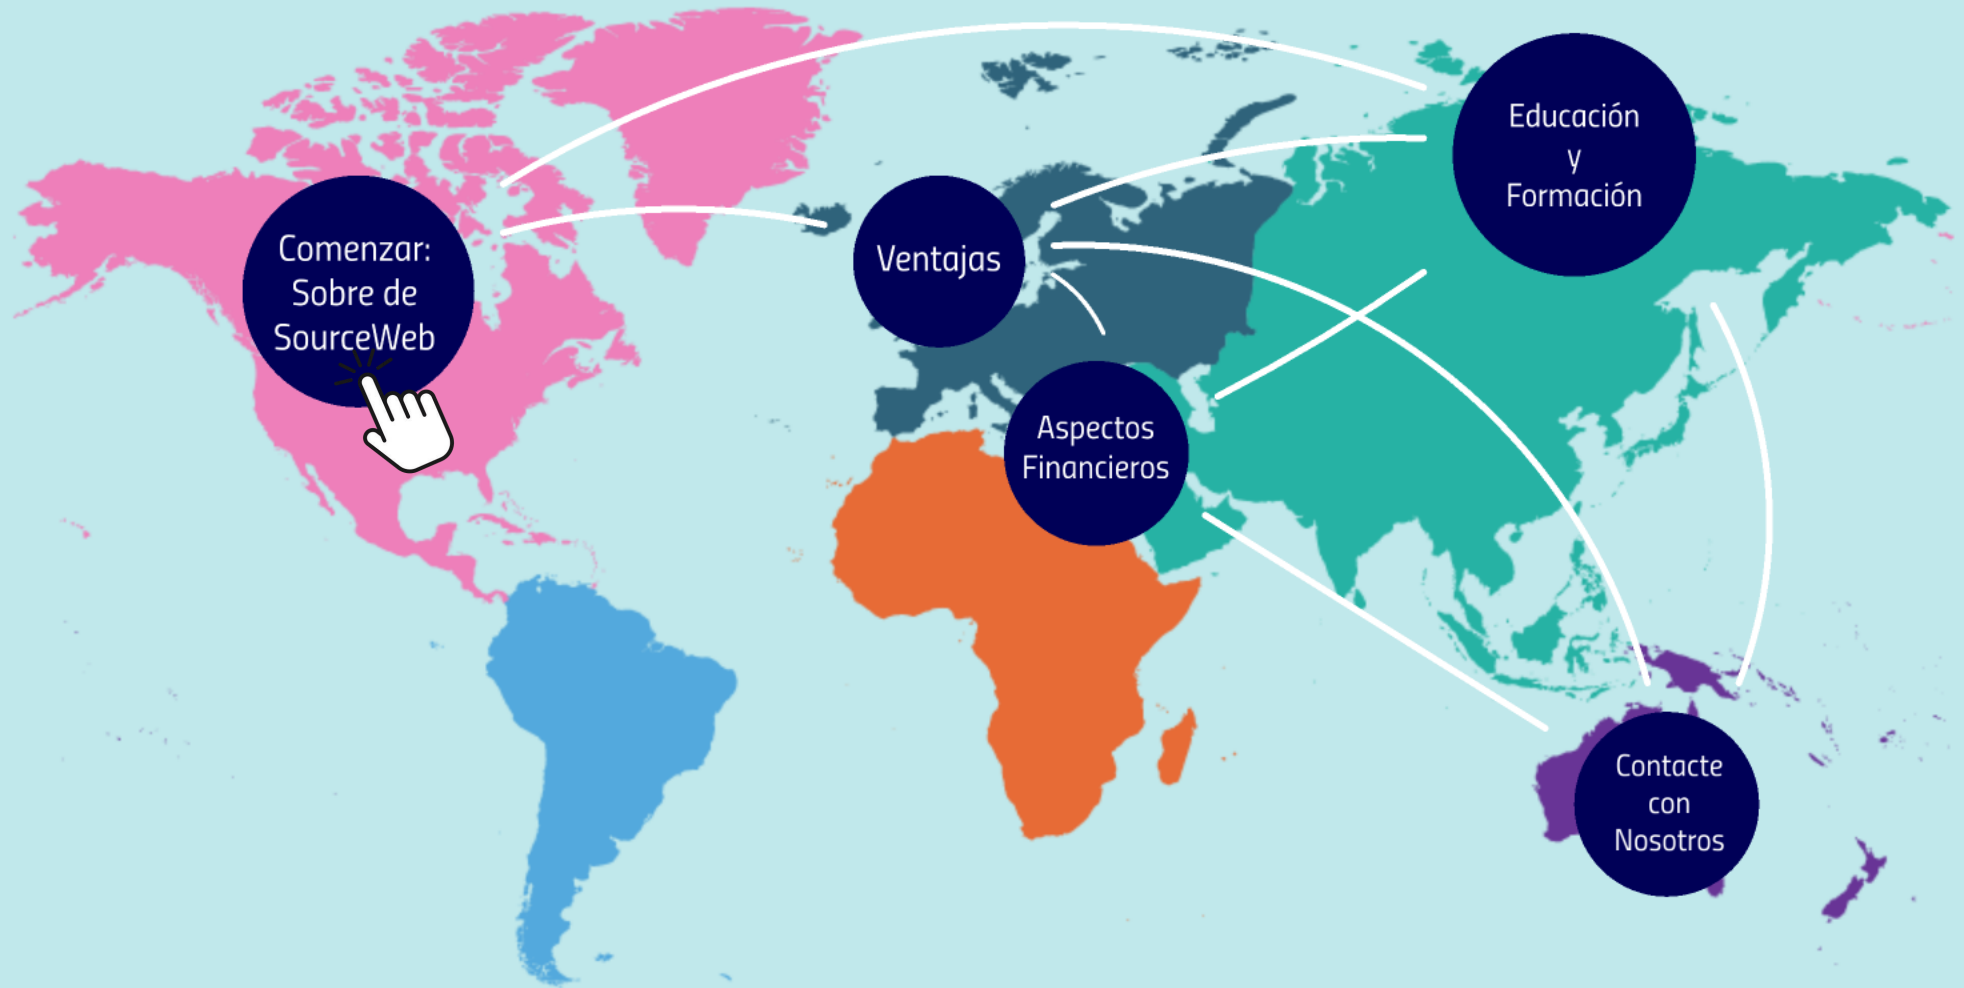 Comenzar:
Sobre de
SourceWeb
Ventajas
Educación
y
Formación
Aspectos
Financieros
Contacte
con
Nosotros